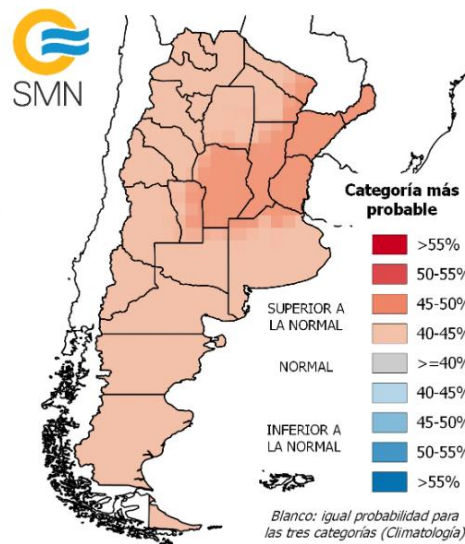 SMN
Categoría más
probable
>55%
50-55%
45-50%
SUPERIOR A
LA NORMAL
40-45%
NORMAL
>=40%
40-45%
45-50%
INFERIOR A
LA NORMAL
50-55%
>55%
Blanco: igual probabilidad para
las tres categorías (Climatología)